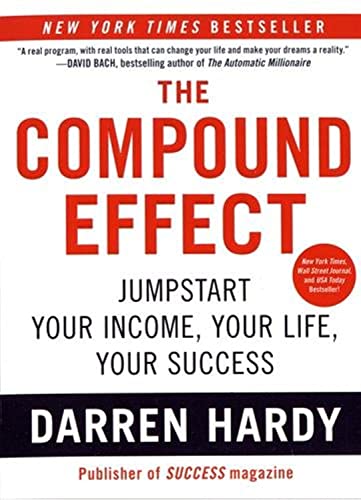 NEW YORK TIMES BESTSELLER
"A real program, with real tools that can change your life and make your dreams a reality."
—DAVID BACH, bestselling author of The Automatic Millionaire
THE
COMPOUND
EFFECT
New York Times,
Wall Street Journal,
and USA Today
Bestseller!
JUMPSTART
YOUR INCOME, YOUR LIFE,
YOUR SUCCESS
DARREN HARDY
Publisher of SUCCESS magazine